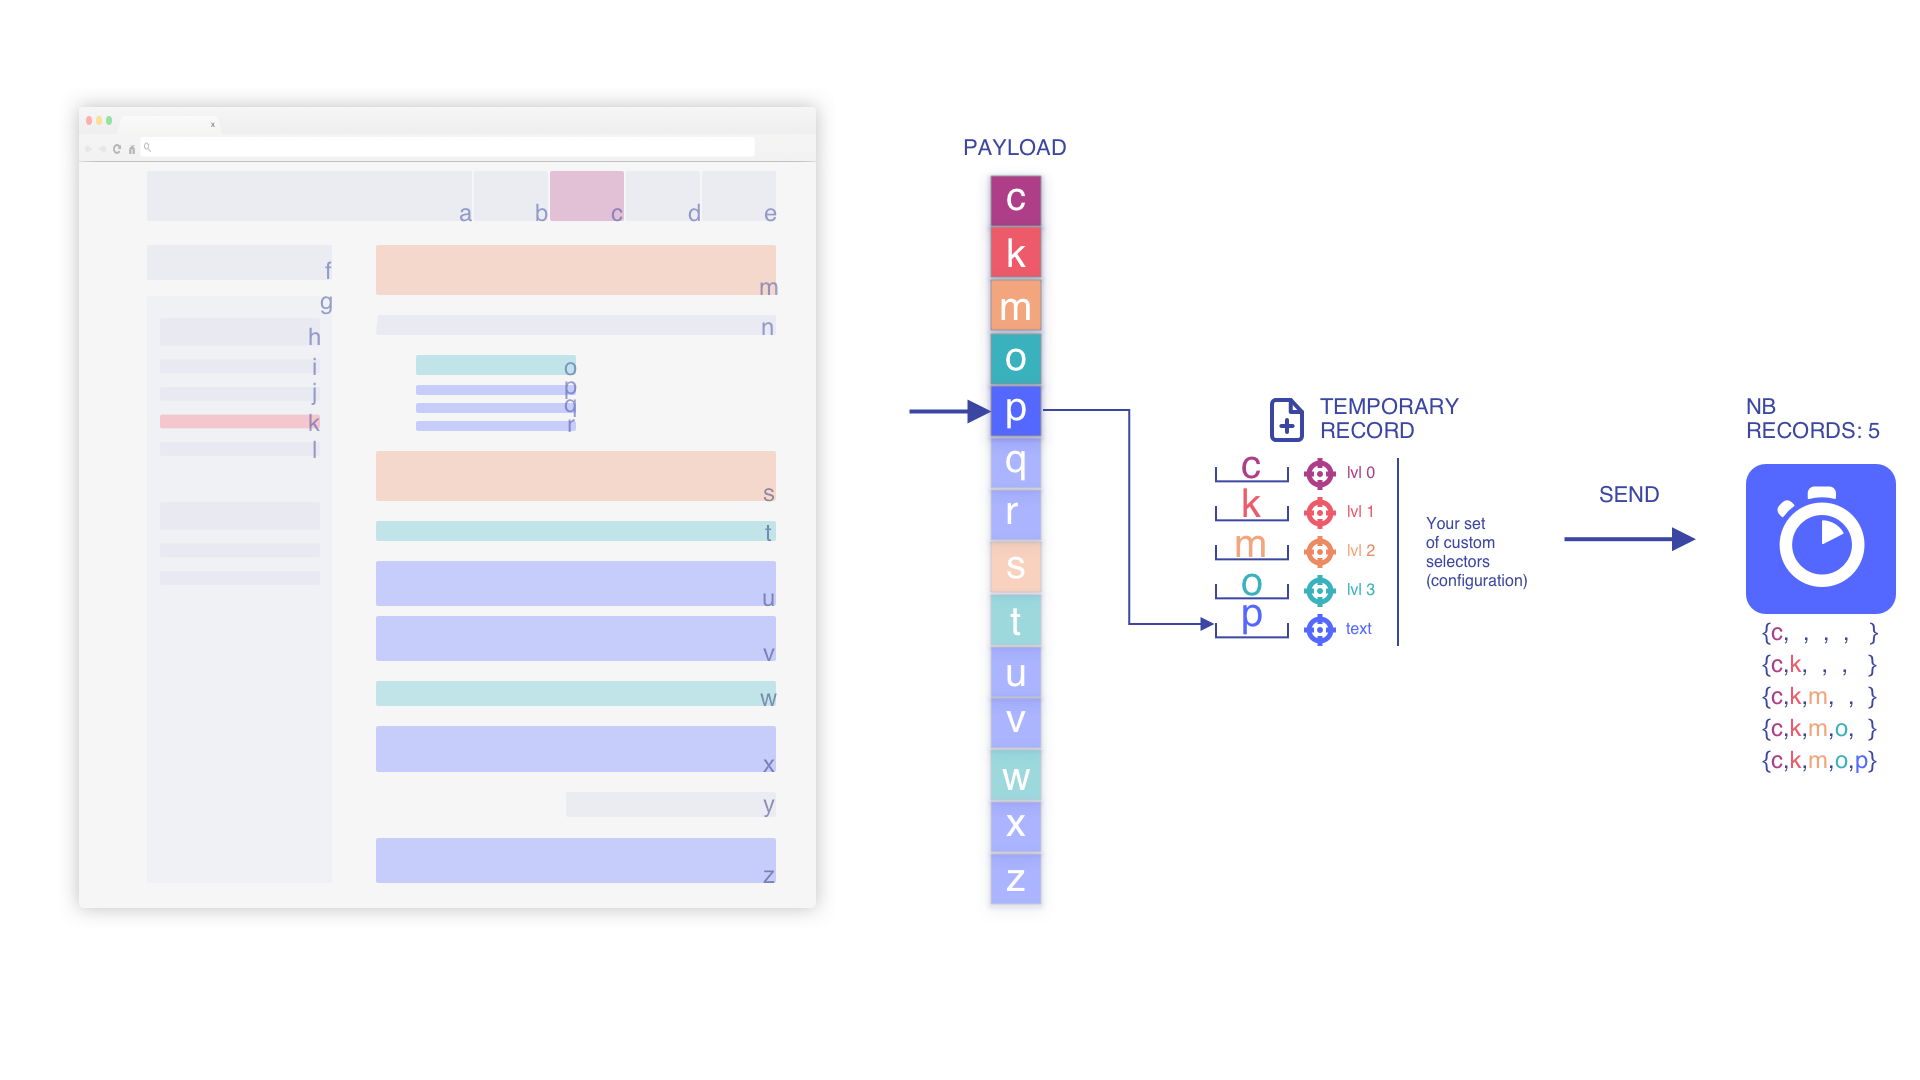 x
a
b
c
d
e
f
g
h
i
j
k
l
m
n
o
p
q
r
s
t
u
v
w
x
y
z
PAYLOAD
c
k
m
o
p
q
r
s
t
u
v
w
x
z
TEMPORARY
RECORD
c lvl 0
k lvl 1
m lvl 2
o lvl 3
p text
Your set
of custom
selectors
(configuration)
SEND
NB
RECORDS: 5
{c, , , , }
{c,k, , , }
{c,k,m, , }
{c,k,m,o, }
{c,k,m,o,p}